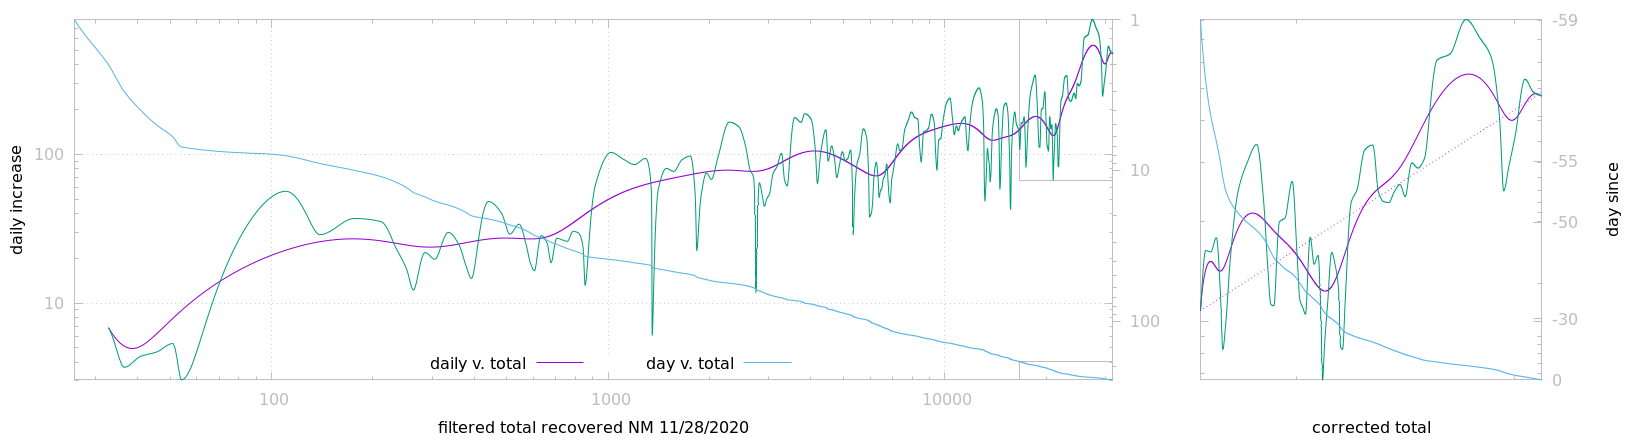 daily increase
100
10
100
1000
10000
1
10
100
daily v. total
day v. total
filtered total recovered NM 11/28/2020
-59
-55
-50
-30
0
day since
corrected total